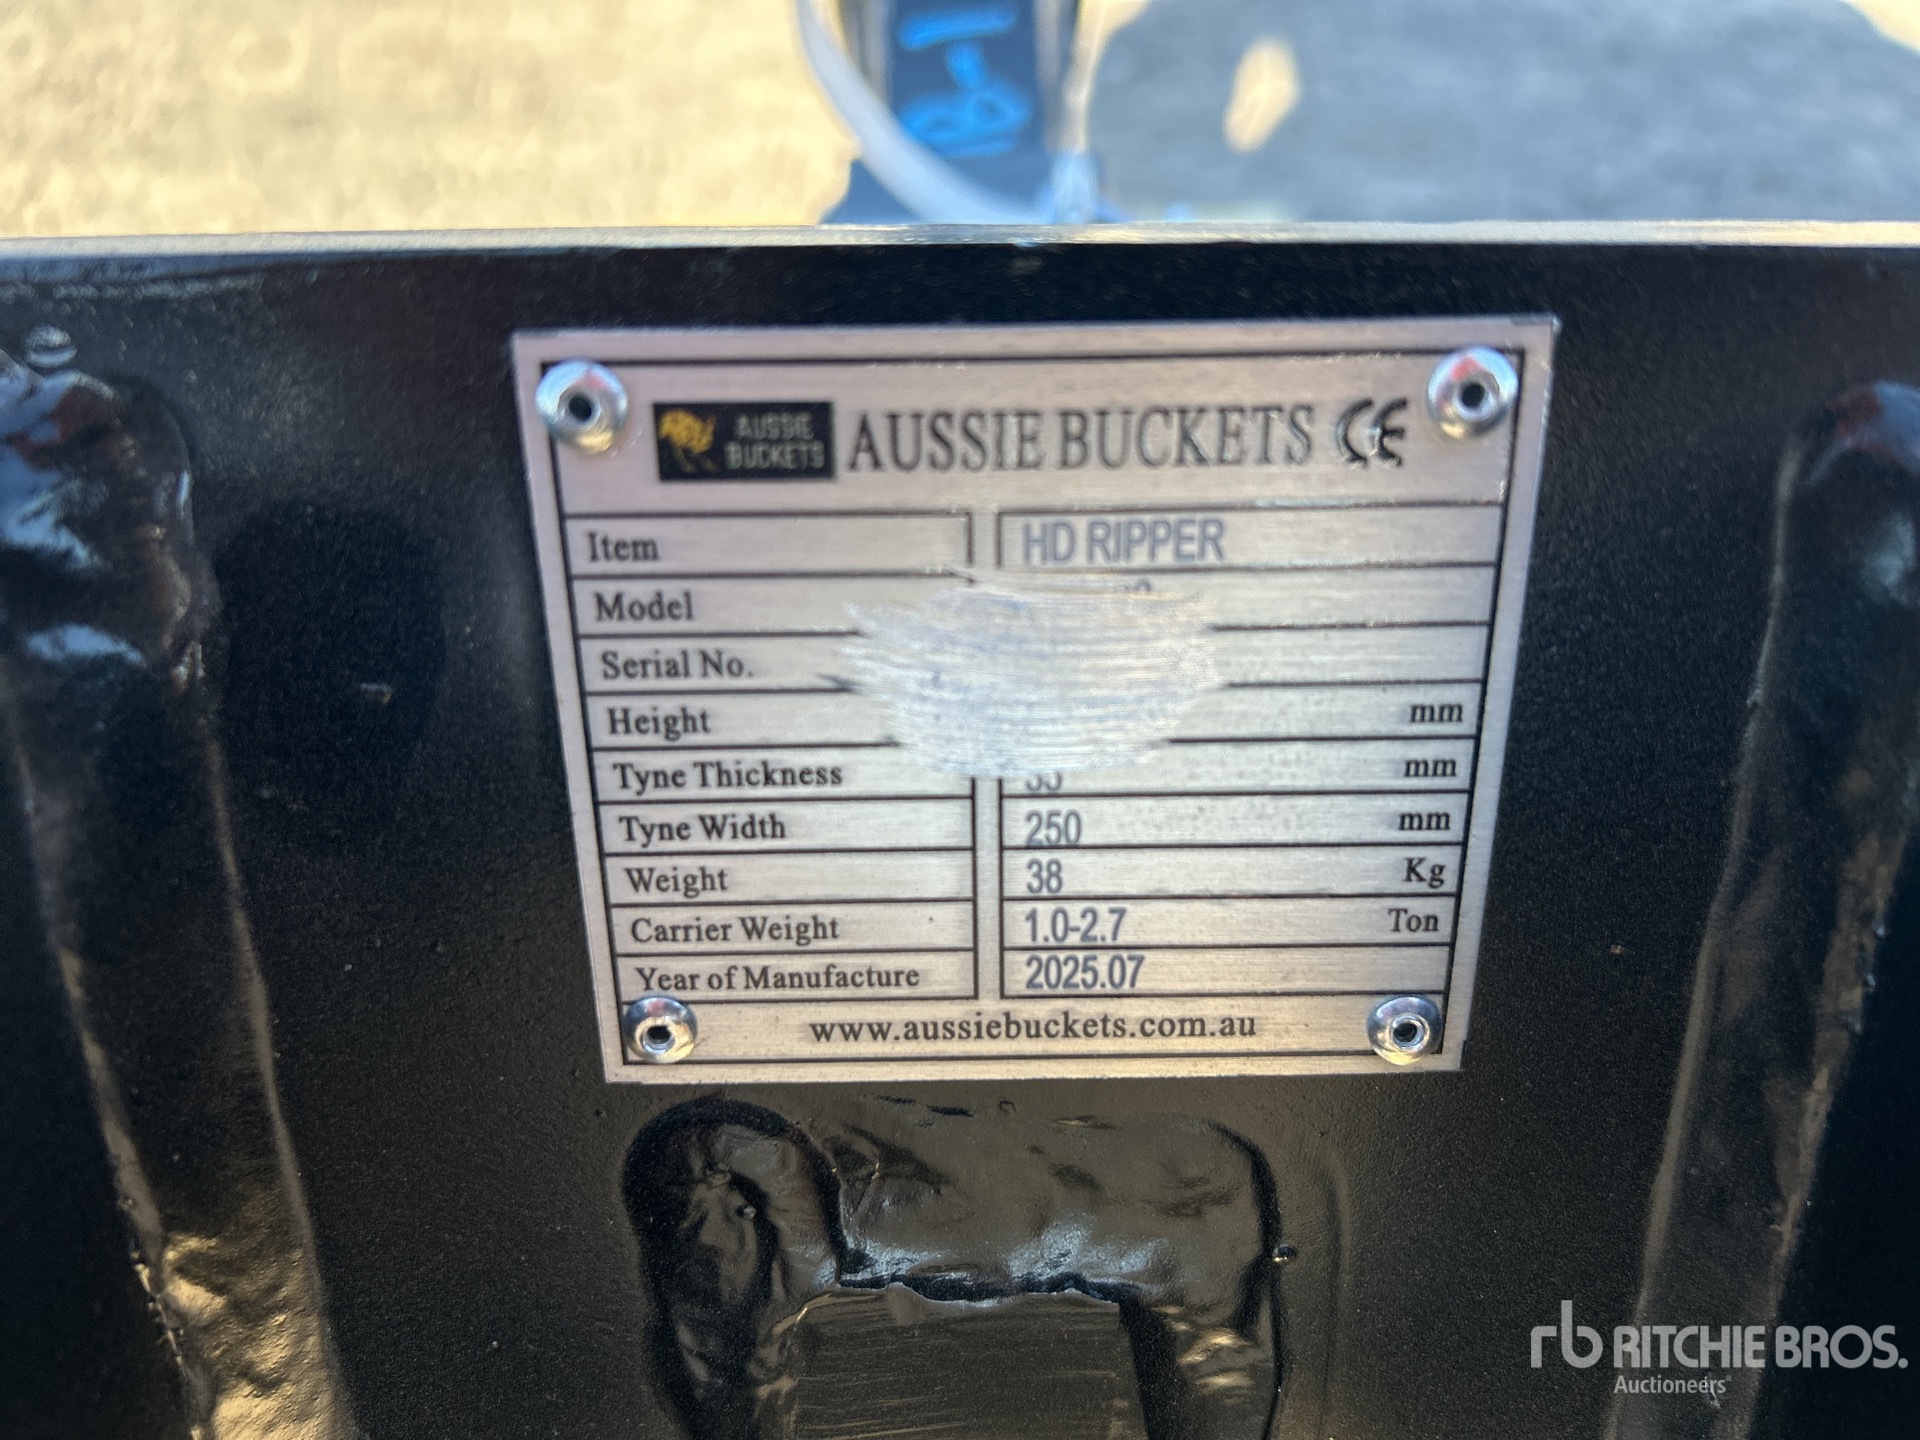 B-1
AUSSIE
BUCKETS
AUSSIE BUCKETS CE
Item HD RIPPER
Model
Serial No.
Height mm
Tyne Thickness mm
Tyne Width 250 mm
Weight 38 Kg
Carrier Weight 1.0-2.7 Ton
Year of Manufacture 2025.07
www.aussiebuckets.com.au
rb RITCHIE BROS.
Auctioneers